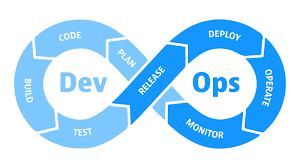 CODE
DEPLOY
PLAN
BUILD
Dev
RELEASE
Ops
OPERATE
TEST
MONITOR